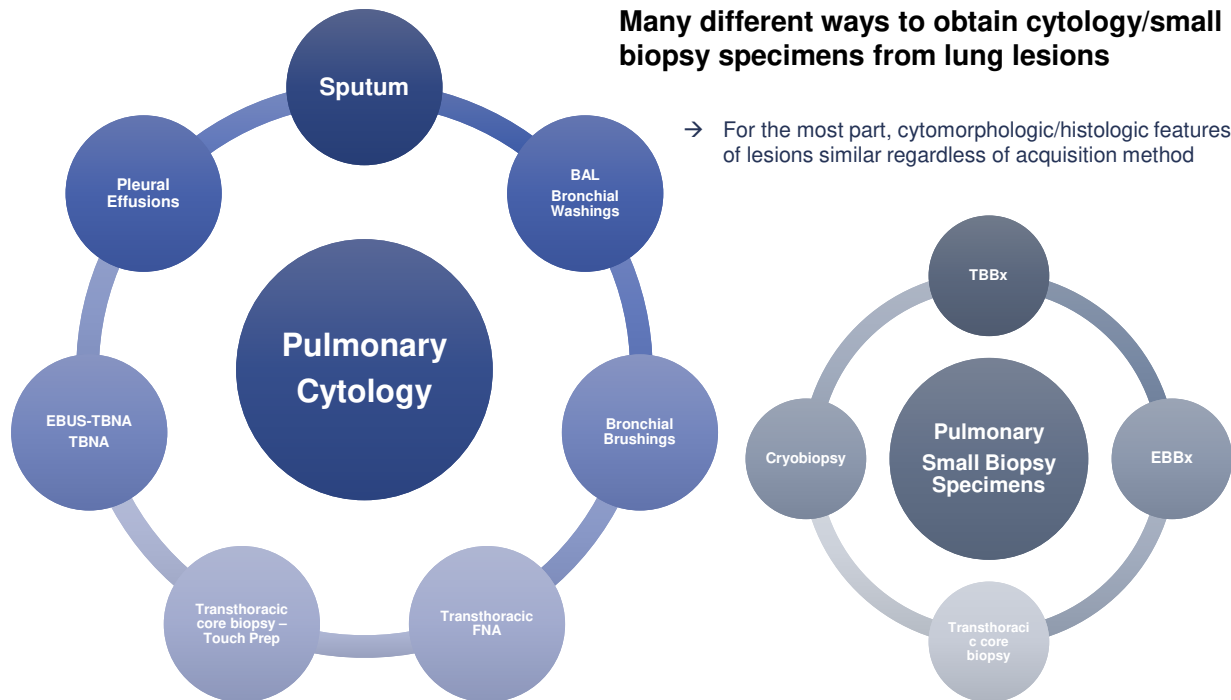 Many different ways to obtain cytology/small
biopsy specimens from lung lesions
→ For the most part, cytomorphologic/histologic features
of lesions similar regardless of acquisition method
Sputum
BAL
Bronchial
Washings
Bronchial
Brushings
Transthoracic
FNA
Transthoracic
core biopsy –
Touch Prep
EBUS-TBNA
TBNA
Pleural
Effusions
Pulmonary
Cytology
TBBx
EBBx
Transthoraci
c core
biopsy
Cryobiopsy
Pulmonary
Small Biopsy
Specimens